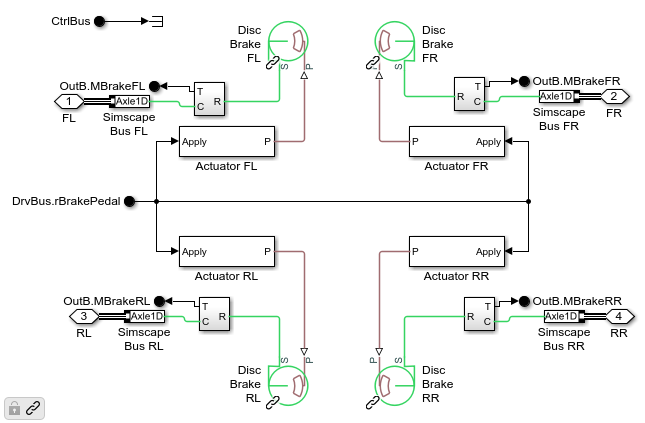 CtrlBus
Disc
Brake
FL
S
P
Disc
Brake
FR
P
S
OutB.MBrakeFL
T
C
R
1
Axle1D
FL
Simscape
Bus FL
R
T
C
OutB.MBrakeFR
Axle1D
2
Simscape
Bus FR
FR
Apply
P
Actuator FL
P
Apply
Actuator FR
DrvBus.rBrakePedal
Apply
P
Actuator RL
P
Apply
Actuator RR
OutB.MBrakeRL
T
C
R
3
Axle1D
RL
Simscape
Bus RL
R
T
C
OutB.MBrakeRR
Axle1D
4
Simscape
Bus RR
RR
Disc
Brake
RL
S
P
P
S
Disc
Brake
RR